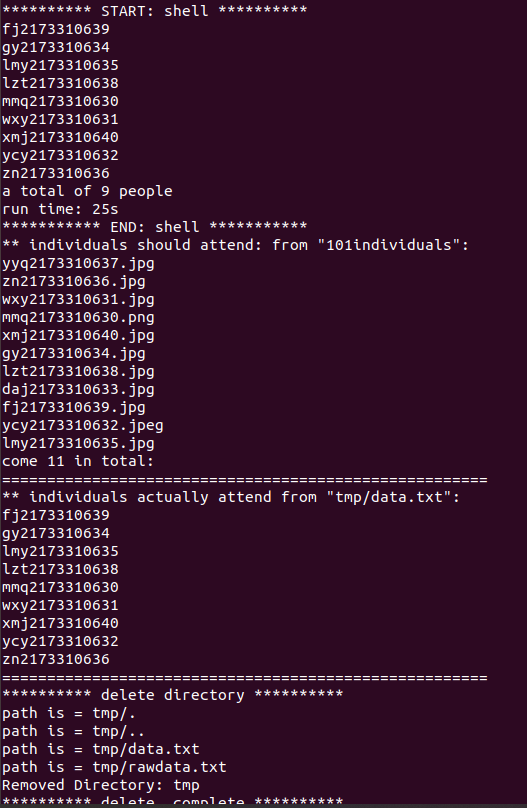 ********** START: shell **********
fj2173310639
gy2173310634
lmy2173310635
lzt2173310638
mmq2173310630
wxy2173310631
xmj2173310640
ycy2173310632
zn2173310636
a total of 9 people
run time: 25s
*********** END: shell ***********
** individuals should attend: from "101individuals":
yyq2173310637.jpg
zn2173310636.jpg
wxy2173310631.jpg
mmq2173310630.png
xmj2173310640.jpg
gy2173310634.jpg
lzt2173310638.jpg
daj2173310633.jpg
fj2173310639.jpg
ycy2173310632.jpeg
lmy2173310635.jpg
come 11 in total:
======================================================
** individuals actually attend from "tmp/data.txt":
fj2173310639
gy2173310634
lmy2173310635
lzt2173310638
mmq2173310630
wxy2173310631
xmj2173310640
ycy2173310632
zn2173310636
======================================================
********** delete directory **********
path is = tmp/.
path is = tmp/..
path is = tmp/data.txt
path is = tmp/rawdata.txt
Removed Directory: tmp
********** delete  complete **********